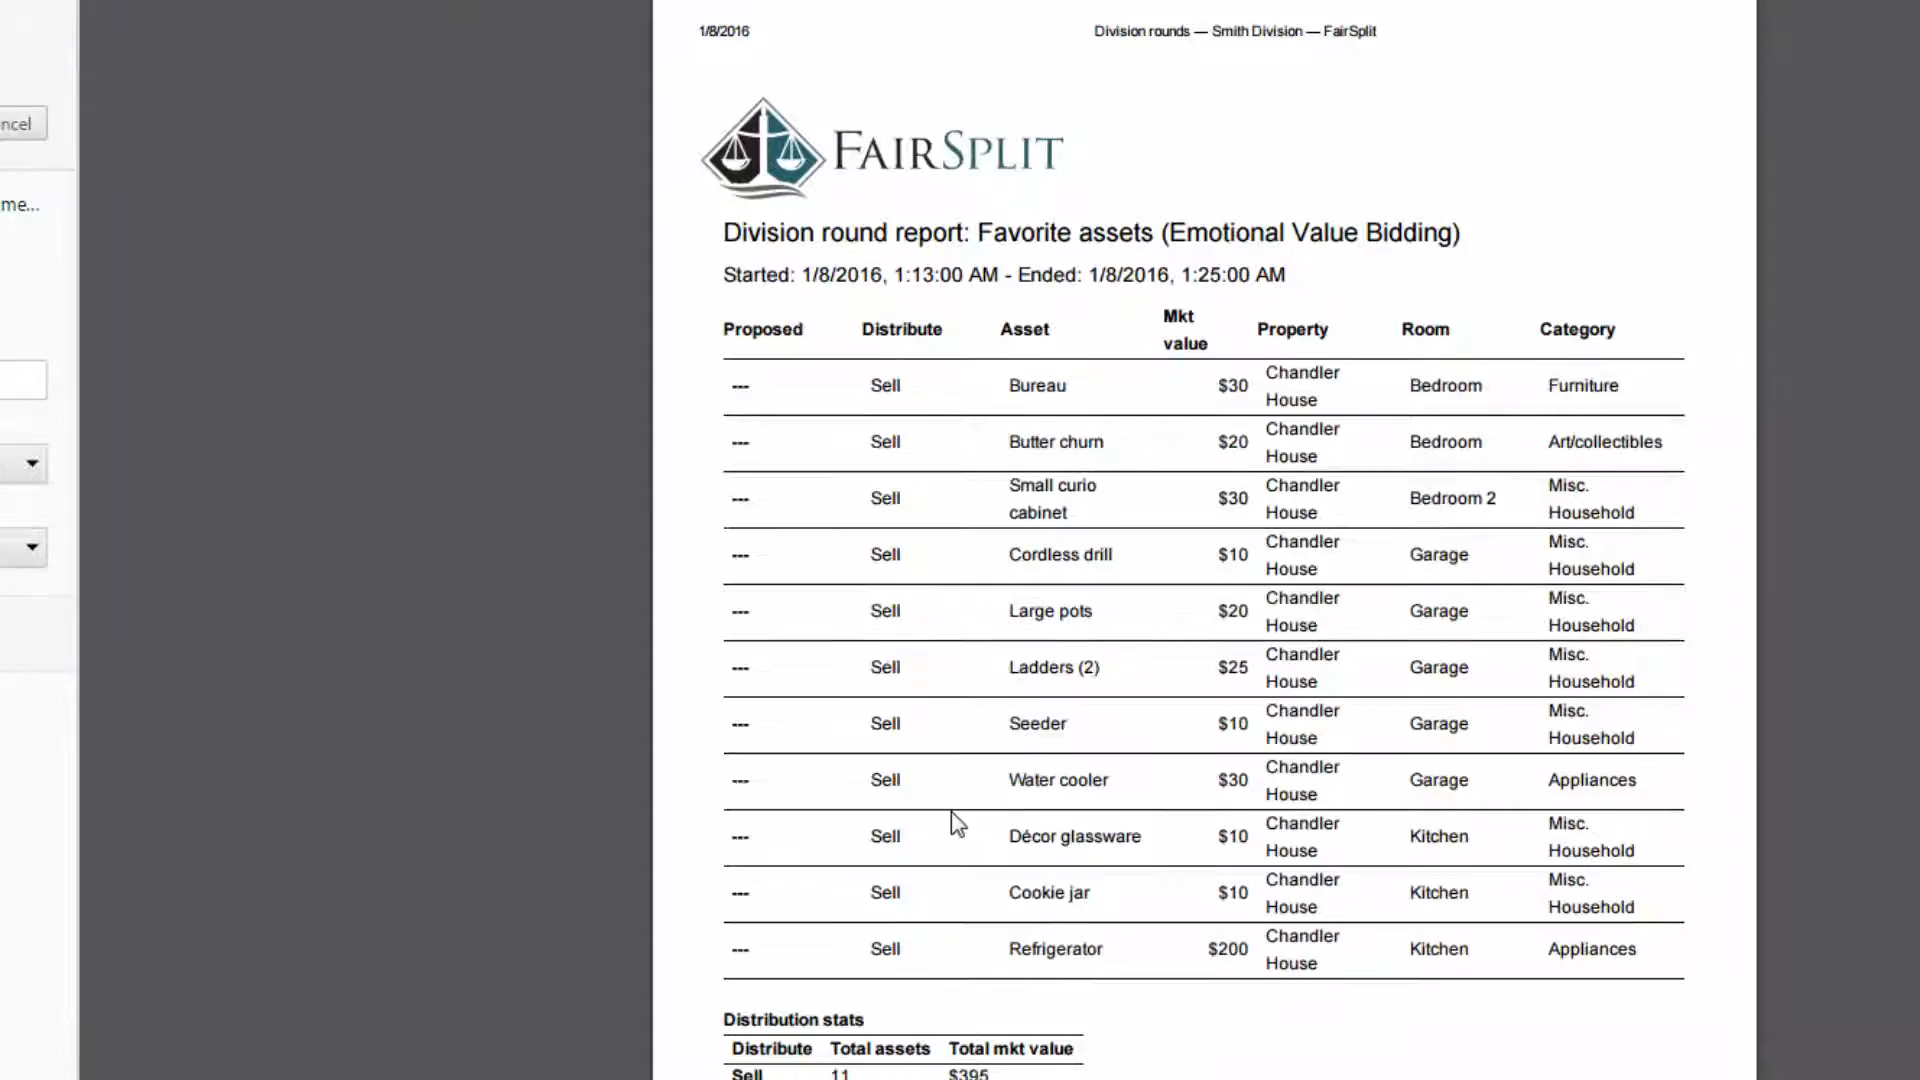 1/8/2016 Division rounds — Smith Division — FairSplit
ncel
me...
FAIRSPLIT
Division round report: Favorite assets (Emotional Value Bidding)
Started: 1/8/2016, 1:13:00 AM - Ended: 1/8/2016, 1:25:00 AM
Proposed Distribute Asset Mkt value Property Room Category
--- Sell Bureau $30 Chandler House Bedroom Furniture
--- Sell Butter churn $20 Chandler House Bedroom Art/collectibles
--- Sell Small curio cabinet $30 Chandler House Bedroom 2 Misc. Household
--- Sell Cordless drill $10 Chandler House Garage Misc. Household
--- Sell Large pots $20 Chandler House Garage Misc. Household
--- Sell Ladders (2) $25 Chandler House Garage Misc. Household
--- Sell Seeder $10 Chandler House Garage Misc. Household
--- Sell Water cooler $30 Chandler House Garage Appliances
--- Sell Décor glassware $10 Chandler House Kitchen Misc. Household
--- Sell Cookie jar $10 Chandler House Kitchen Misc. Household
--- Sell Refrigerator $200 Chandler House Kitchen Appliances
Distribution stats
Distribute Total assets Total mkt value
Sell 11 $395